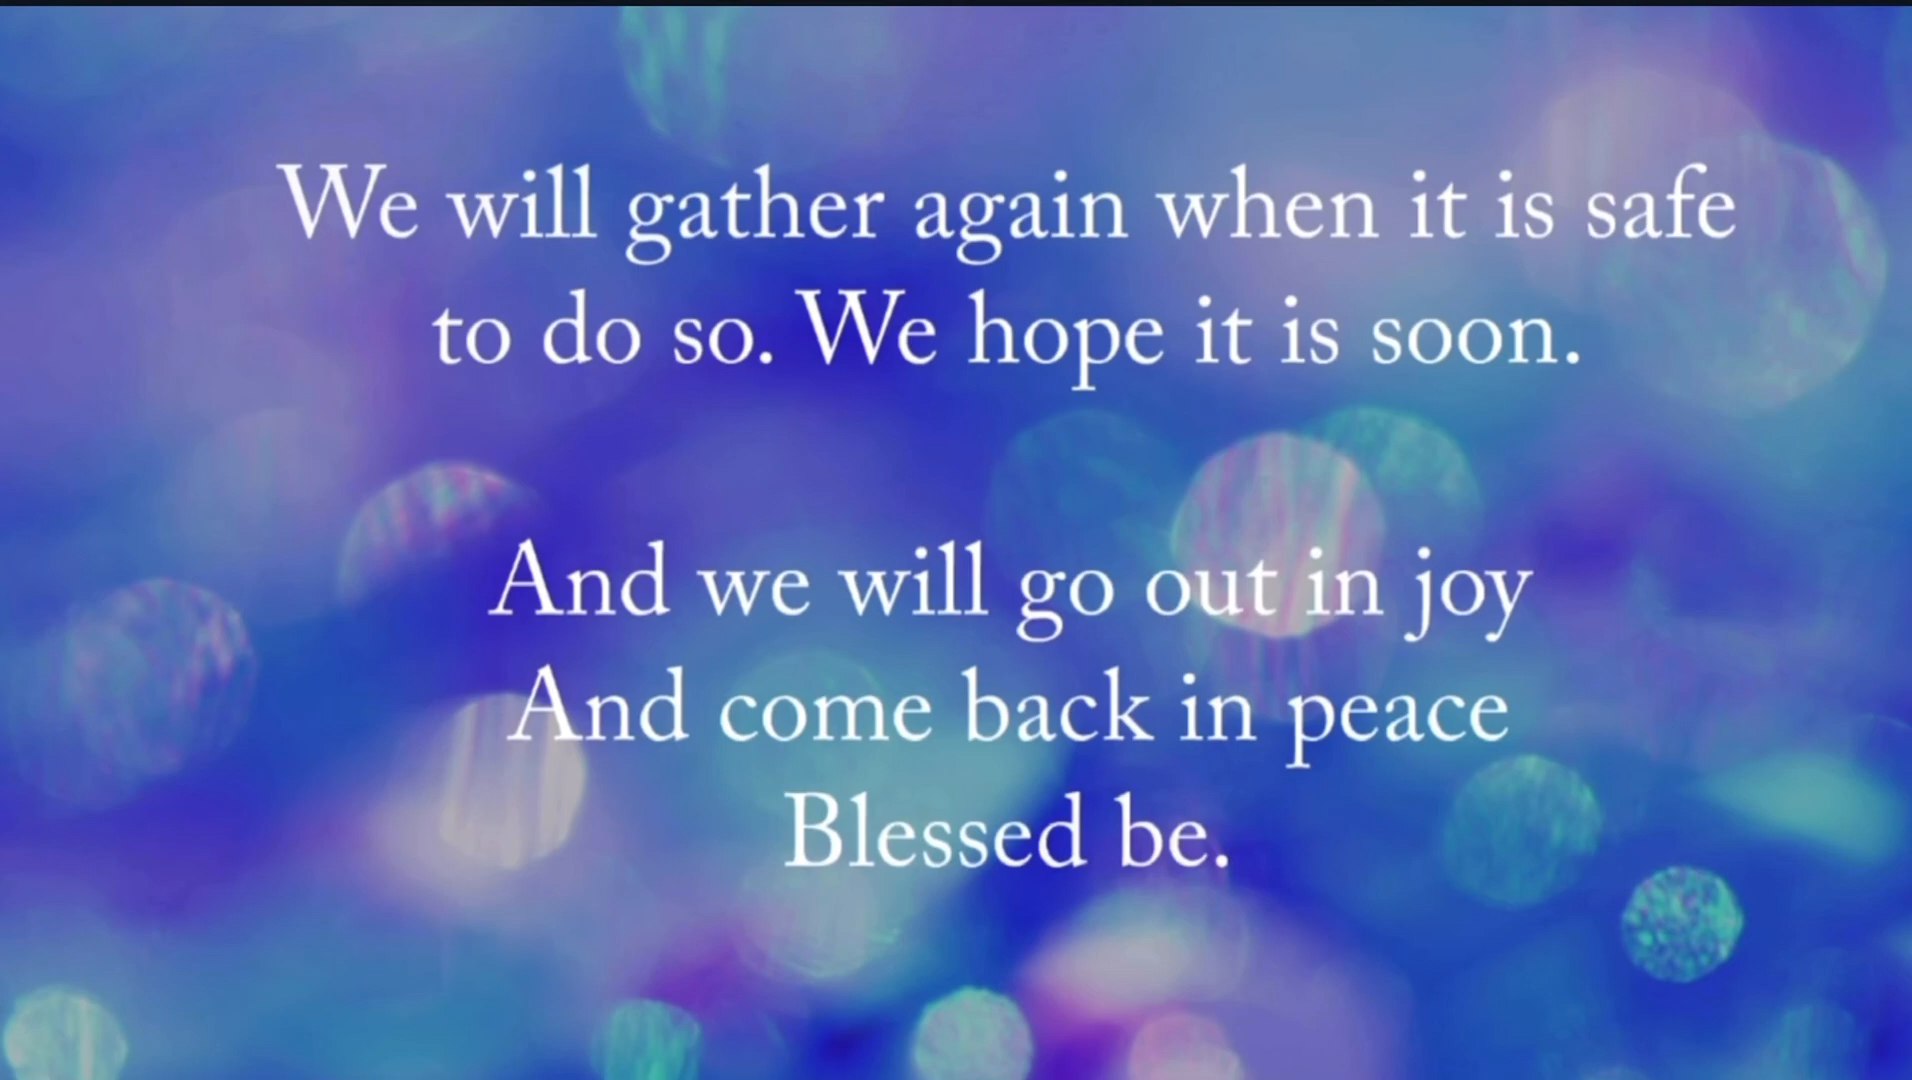 We will gather again when it is safe
to do so. We hope it is soon.
And we will go out in joy
And come back in peace
Blessed be.